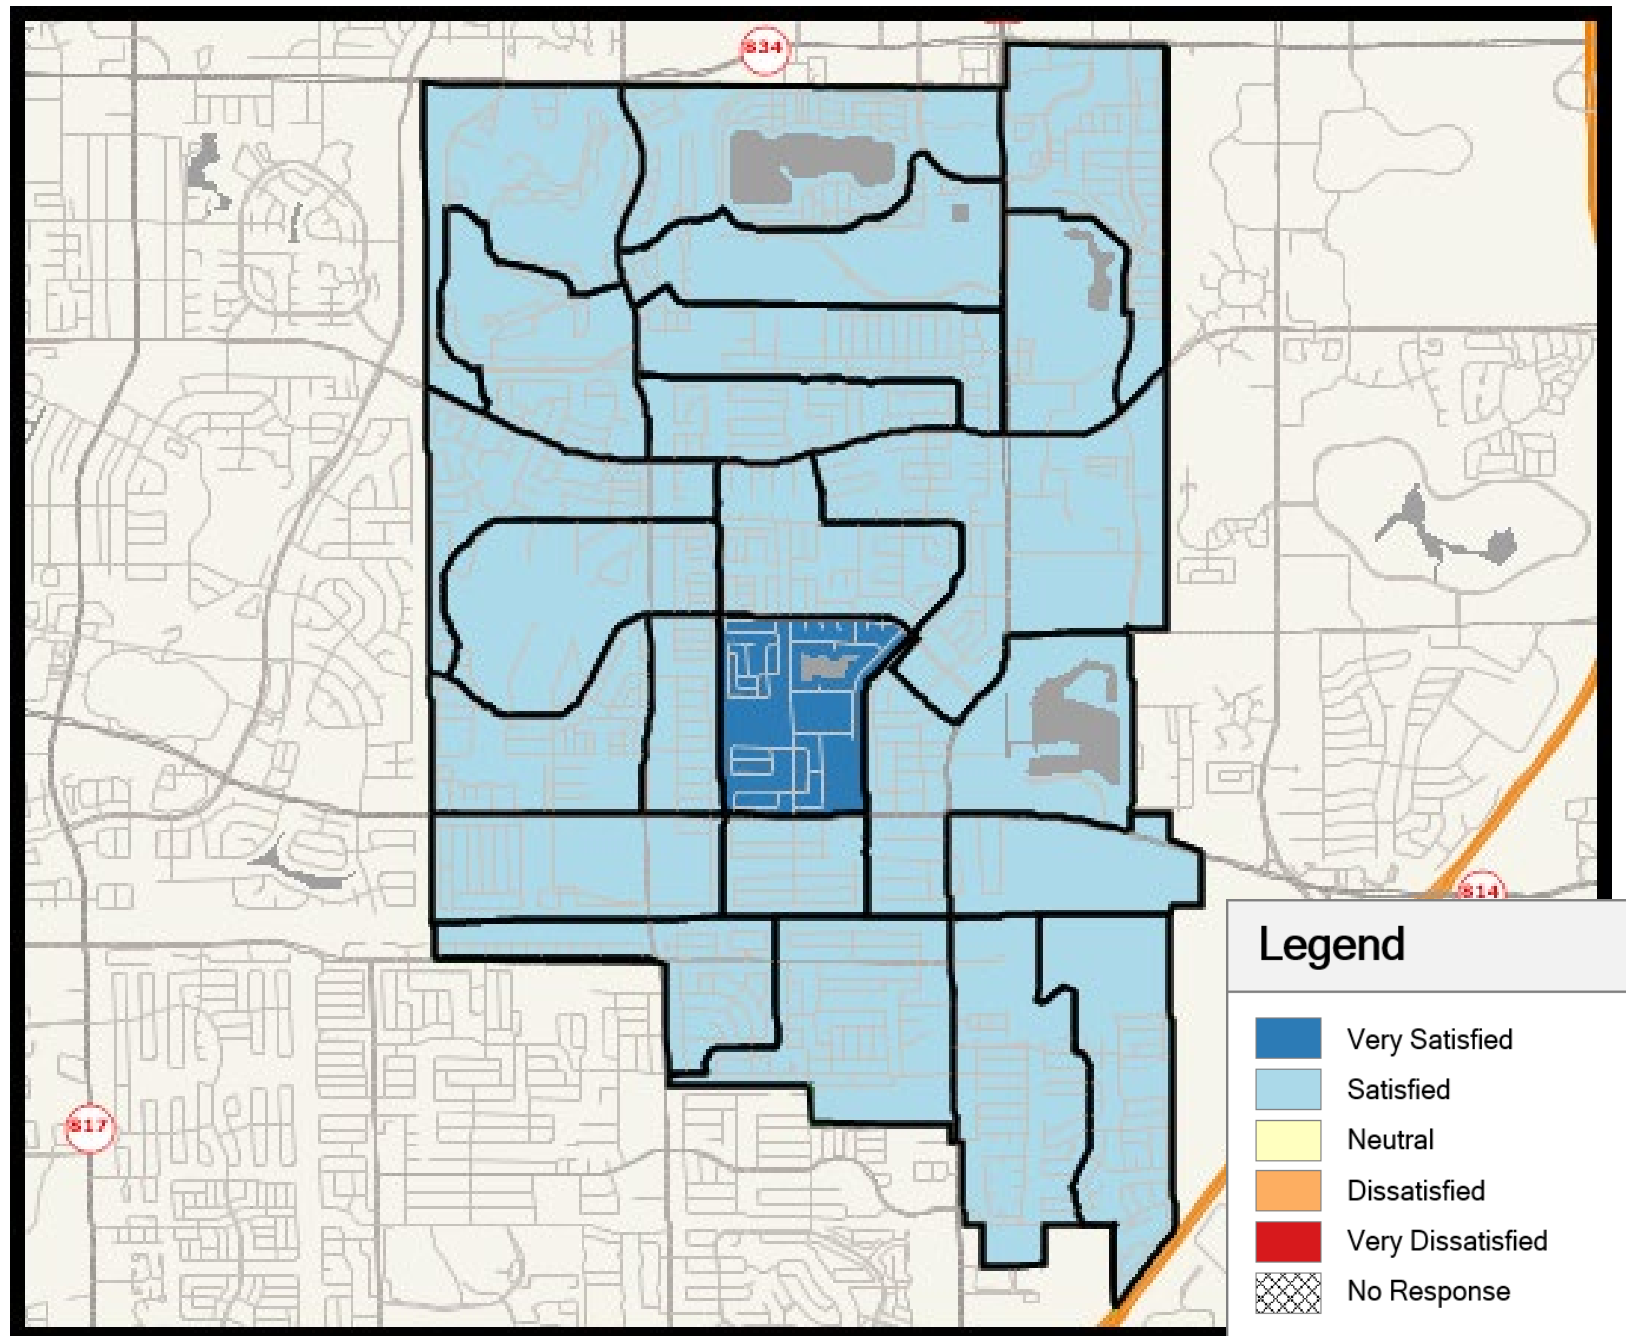 834
814
Legend
Very Satisfied
Satisfied
Neutral
Dissatisfied
Very Dissatisfied
No Response
817